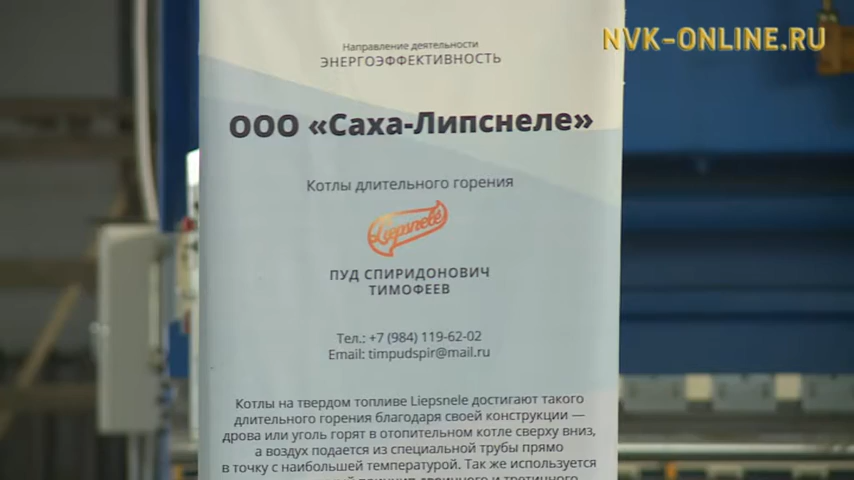 NVK-ONLINE.RU
Направление деятельности
ЭНЕРГОЭФФЕКТИВНОСТЬ
ООО «Саха-Липснеле»
Котлы длительного горения
Liepsnelė
ПУД СПИРИДОНОВИЧ
ТИМОФЕЕВ
Тел.: +7 (984) 119-62-02
Email: timpudspir@mail.ru
Котлы на твердом топливе Liepsnele достигают такого
длительного горения благодаря своей конструкции —
дрова или уголь горят в отопительном котле сверху вниз,
а воздух подается из специальной трубы прямо
в точку с наибольшей температурой. Так же используется